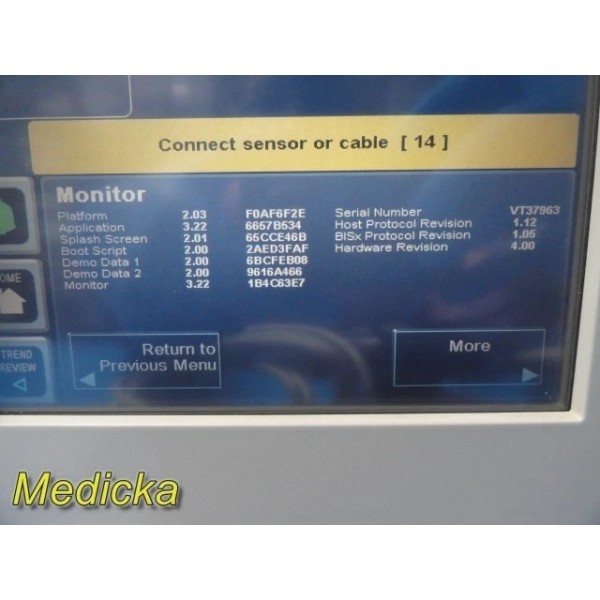 Connect sensor or cable [ 14 ]
Monitor
Platform 2.03 F0AF6F2E Serial Number VT37963
Application 3.22 6657B534 Host Protocol Revision 1.12
Splash Screen 2.01 65CCE46B BISx Protocol Revision 1.05
Boot Script 2.00 2AED3FAF Hardware Revision 4.00
Demo Data 1 2.00 6BCFEB08
Demo Data 2 2.00 9616A466
Monitor 3.22 1B4C63E7
OME
Return to
Previous Menu
More
TREND
REVIEW
Medicka